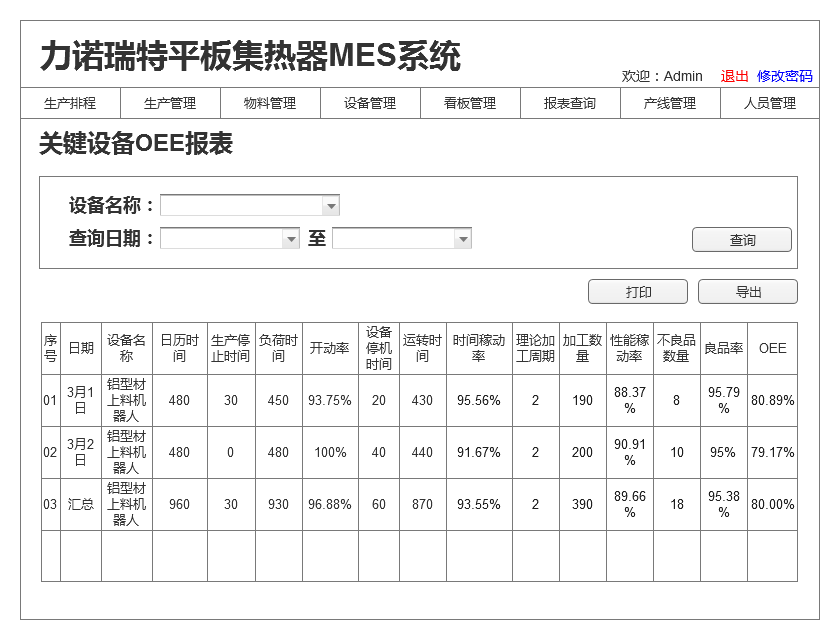 力诺瑞特平板集热器MES系统
欢迎：Admin 退出 修改密码
生产排程 生产管理 物料管理 设备管理 看板管理 报表查询 产线管理 人员管理
关键设备OEE报表
设备名称：
查询日期： 至 查询
打印 导出
序号 日期 设备名称 日历时间 生产停止时间 负荷时间 开动率 设备停机时间 运转时间 时间稼动率 理论加工周期 加工数量 性能稼动率 不良品数量 良品率 OEE
01 3月1日 铝型材上料机器人 480 30 450 93.75% 20 430 95.56% 2 190 88.37% 8 95.79% 80.89%
02 3月2日 铝型材上料机器人 480 0 480 100% 40 440 91.67% 2 200 90.91% 10 95% 79.17%
03 汇总 铝型材上料机器人 960 30 930 96.88% 60 870 93.55% 2 390 89.66% 18 95.38% 80.00%